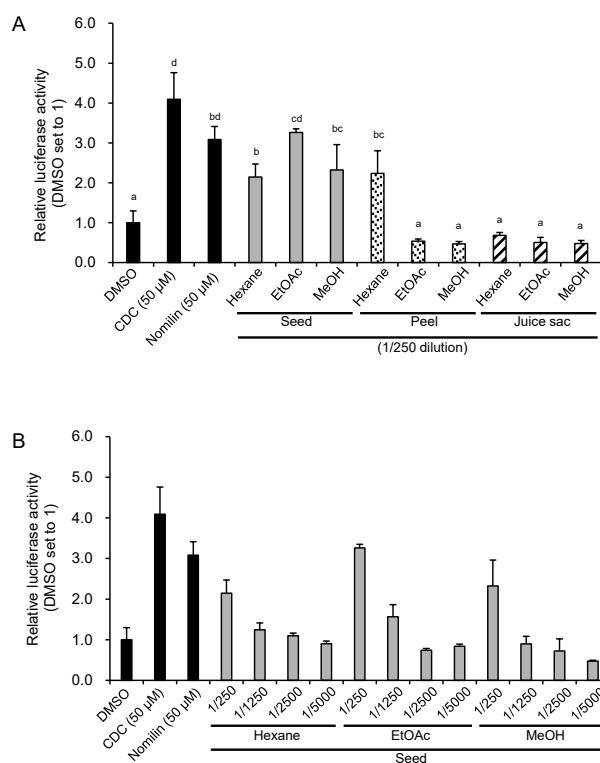 A
Relative luciferase activity
(DMSO set to 1)
6.0
5.0
4.0
3.0
2.0
1.0
0.0
a
d
bd
b
cd
bc
bc
a
a
a
a
a
DMSO
CDC (50 µM)
Nomilin (50 µM)
Hexane
EtOAc
MeOH
Hexane
EtOAc
MeOH
Hexane
EtOAc
MeOH
Seed
Peel
Juice sac
(1/250 dilution)
B
Relative luciferase activity
(DMSO set to 1)
6.0
5.0
4.0
3.0
2.0
1.0
0.0
DMSO
CDC (50 µM)
Nomilin (50 µM)
1/250
1/1250
1/2500
1/5000
1/250
1/1250
1/2500
1/5000
1/250
1/1250
1/2500
1/5000
Hexane
EtOAc
MeOH
Seed